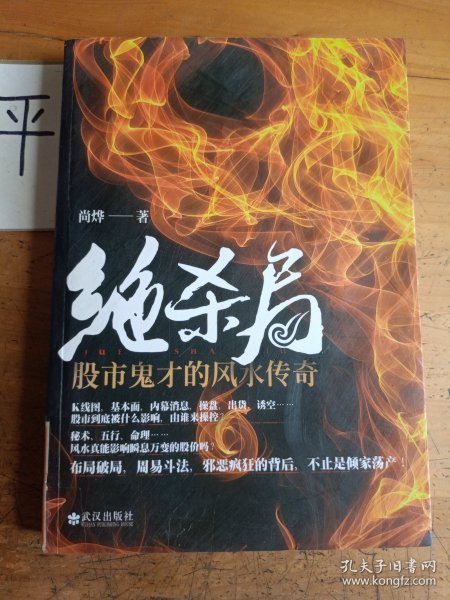 平
尚烨——著
绝杀局
JUE SHA
股市鬼才的风水传奇
K线图，基本面，内幕消息，操盘，出货，诱空……
股市到底被什么影响，由谁来操控？
秘术，五行，命理……
风水真能影响瞬息万变的股价吗？
布局破局，周易斗法，邪恶疯狂的背后，不止是倾家荡产！
武汉出版社
WUHAN PUBLISHING HOUSE
孔夫子旧书网
www.kongfz.com